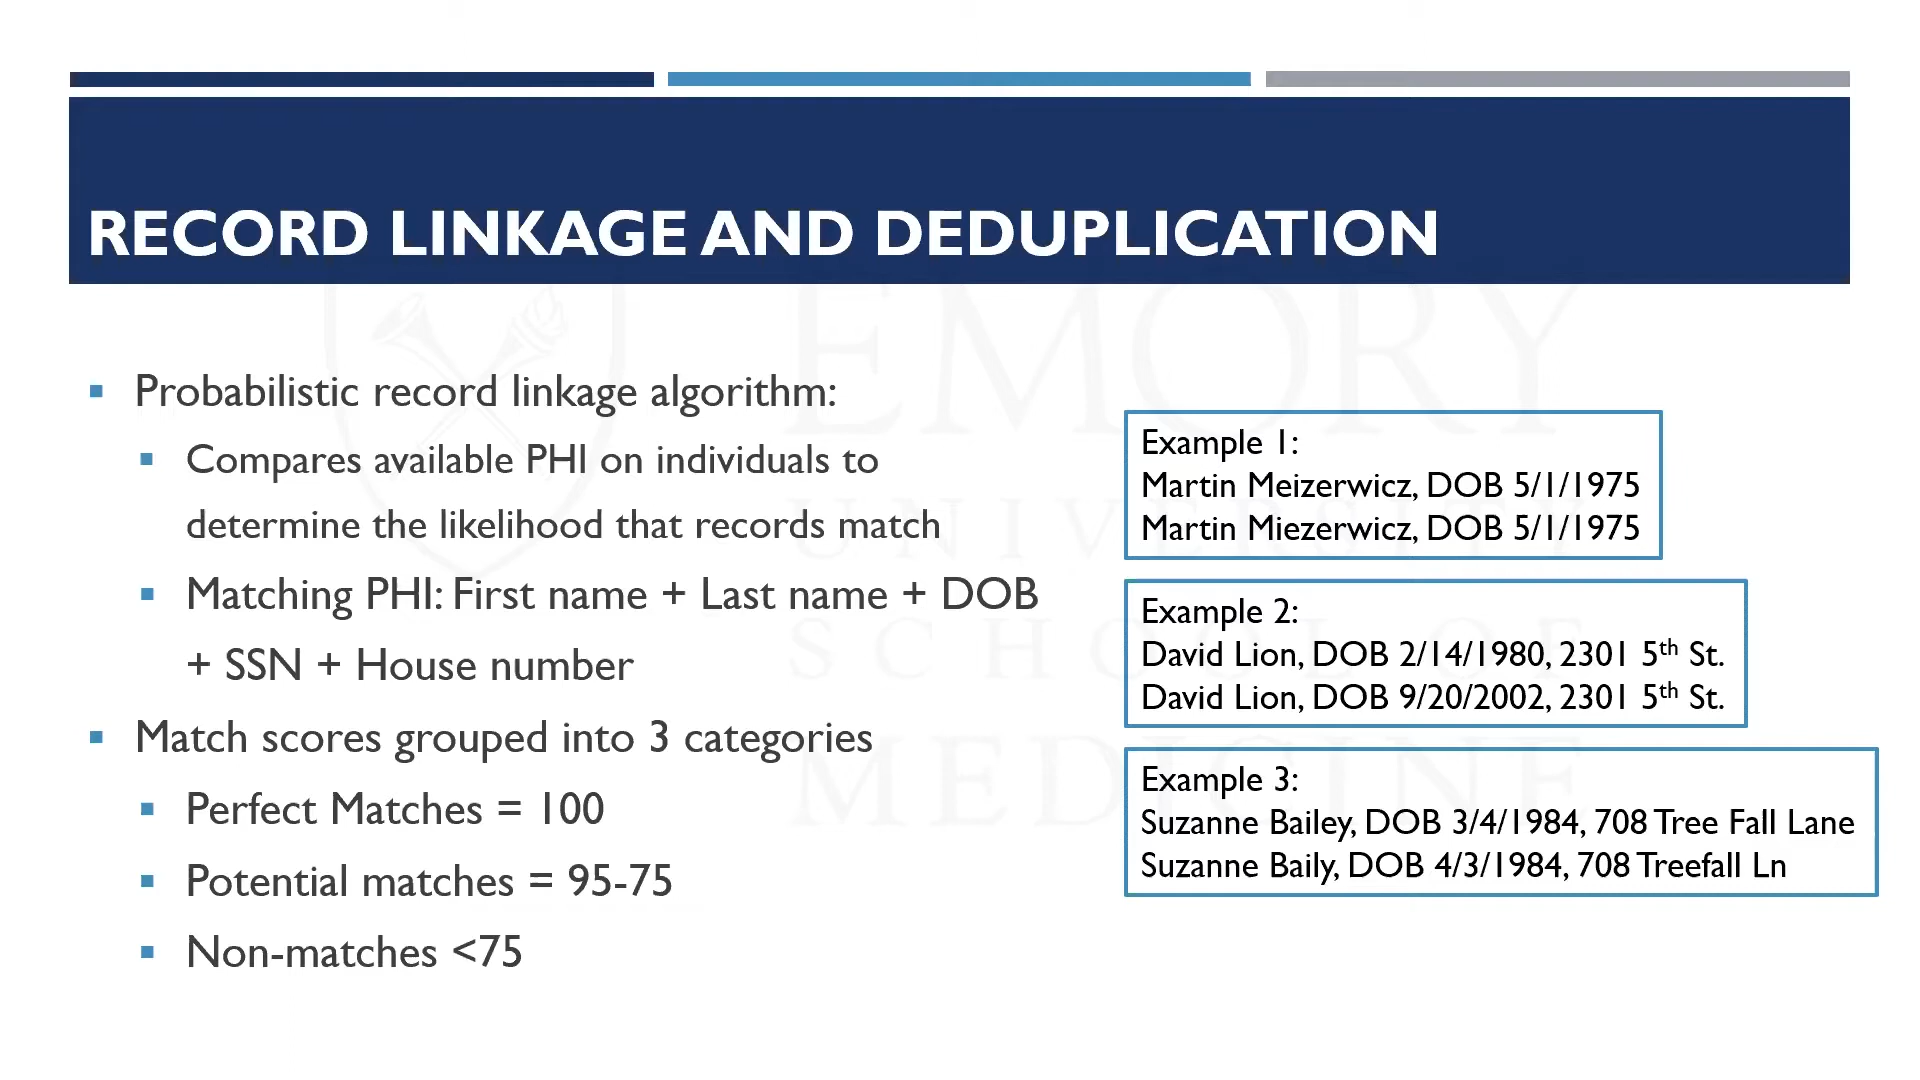 RECORD LINKAGE AND DEDUPLICATION
Probabilistic record linkage algorithm:
Compares available PHI on individuals to
determine the likelihood that records match
Matching PHI: First name + Last name + DOB
+ SSN + House number
Match scores grouped into 3 categories
Perfect Matches = 100
Potential matches = 95-75
Non-matches <75
Example 1:
Martin Meizerwicz, DOB 5/1/1975
Martin Miezerwicz, DOB 5/1/1975
Example 2:
David Lion, DOB 2/14/1980, 2301 5th St.
David Lion, DOB 9/20/2002, 2301 5th St.
Example 3:
Suzanne Bailey, DOB 3/4/1984, 708 Tree Fall Lane
Suzanne Baily, DOB 4/3/1984, 708 Treefall Ln
EMORY
UNIVERSITY
SCHOOL OF
MEDICINE